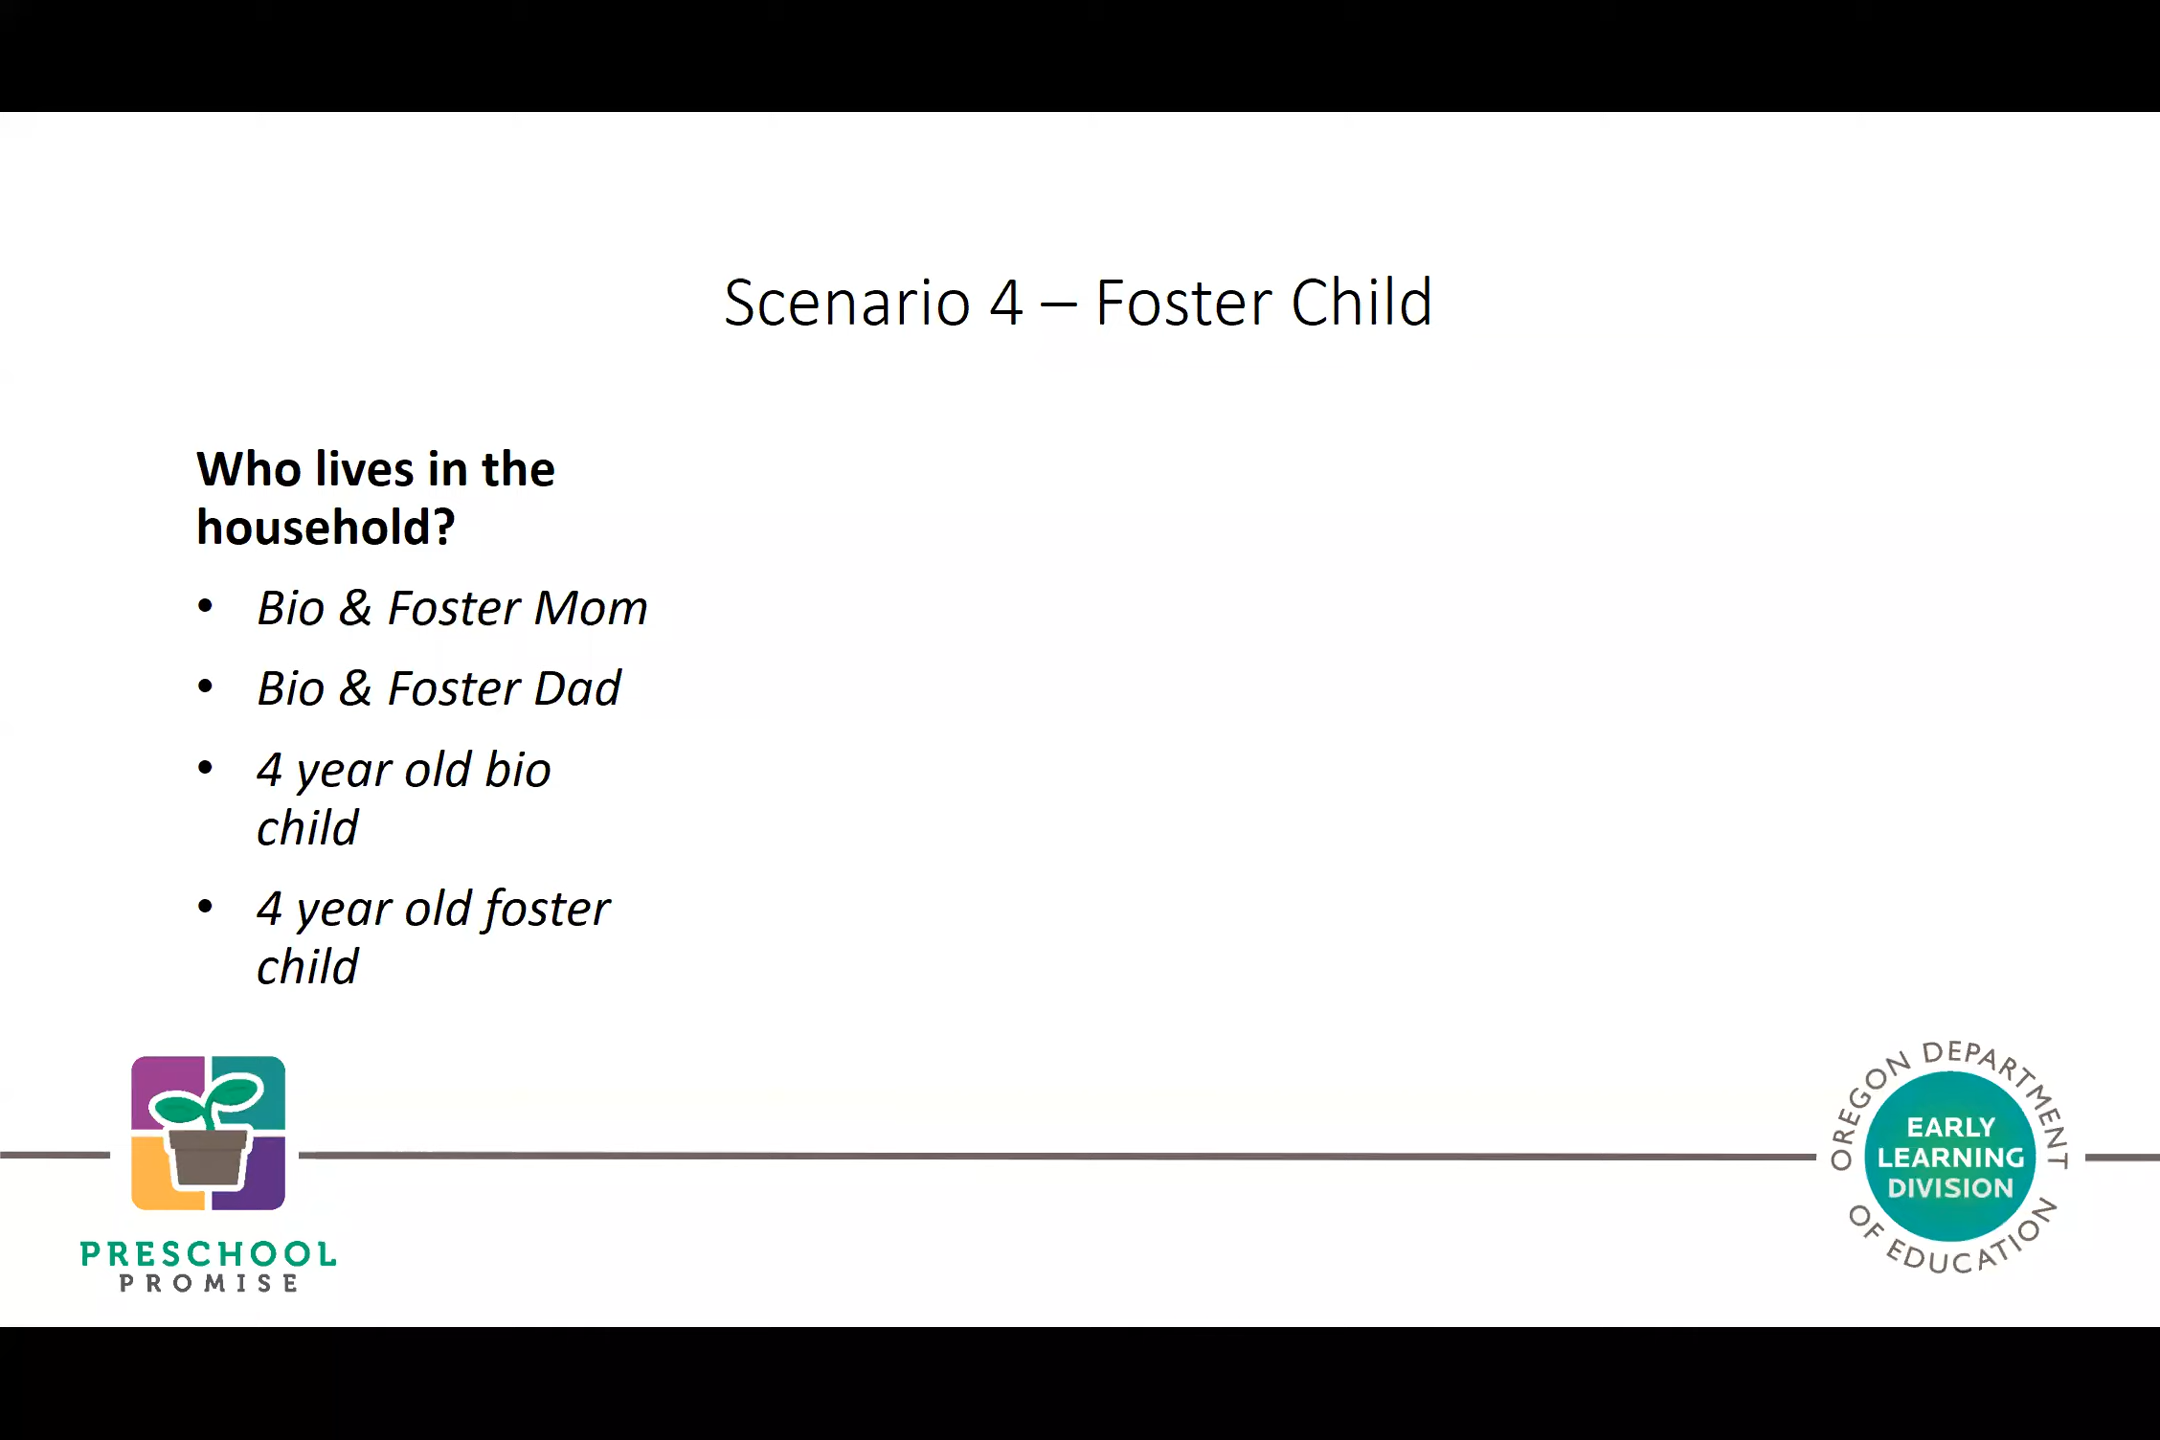 Scenario 4 – Foster Child
Who lives in the
household?
• Bio & Foster Mom
• Bio & Foster Dad
• 4 year old bio
child
• 4 year old foster
child
PRESCHOOL
PROMISE
OREGON DEPARTMENT
OF EDUCATION
EARLY
LEARNING
DIVISION